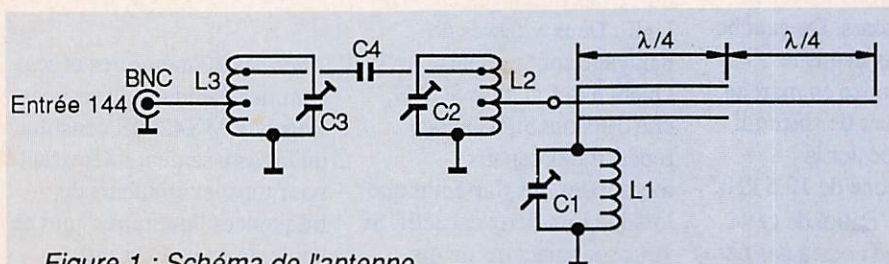 λ/4 λ/4
C4
BNC L3 L2
Entrée 144
C3 C2
C1 L1
Figure 1 : Schéma de l'antenne